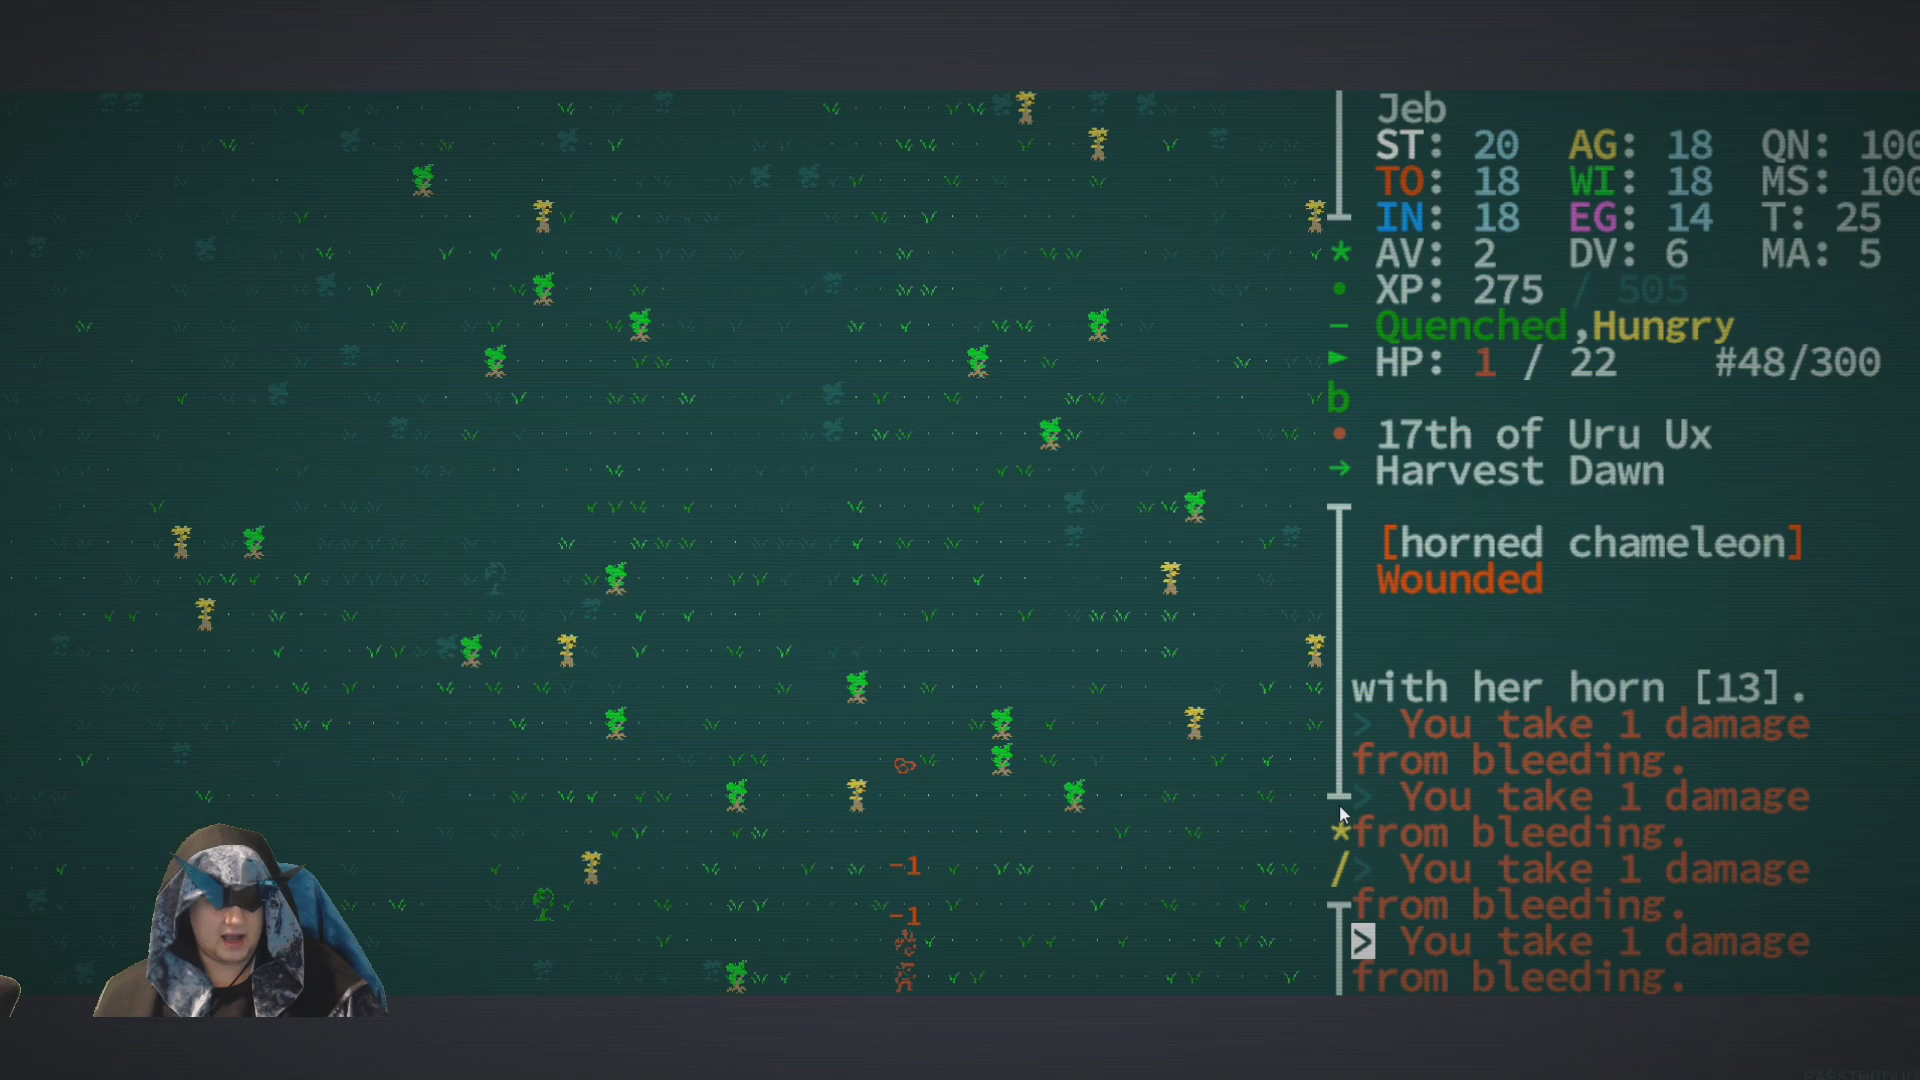 Jeb
ST: 20 AG: 18 QN: 100
TO: 18 WI: 18 MS: 100
IN: 18 EG: 14 T: 25
AV: 2 DV: 6 MA: 5
XP: 275 / 505
Quenched,Hungry
HP: 1 / 22 #48/300
b
17th of Uru Ux
Harvest Dawn
[horned chameleon]
Wounded
with her horn [13].
> You take 1 damage
from bleeding.
> You take 1 damage
from bleeding.
> You take 1 damage
from bleeding.
> You take 1 damage
from bleeding.
-1
-1